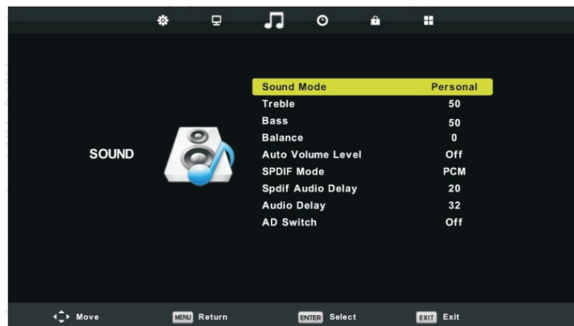 Sound Mode Personal
Treble 50
Bass 50
Balance 0
SOUND
Auto Volume Level Off
SPDIF Mode PCM
Spdif Audio Delay 20
Audio Delay 32
AD Switch Off
Move MENU Return ENTER Select EXIT Exit